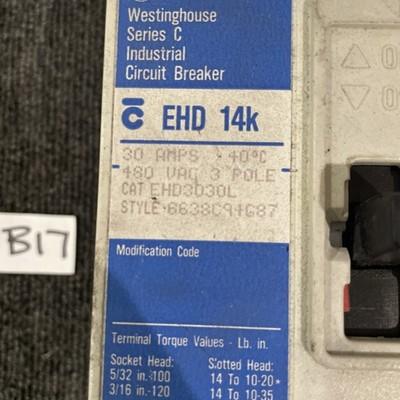 Westinghouse
Series C
Industrial
Circuit Breaker
EHD 14k
30 AMPS 40°C
480 VAC 3 POLE
CAT EHD3030L
STYLE 6638C94G87
B17
Modification Code
Terminal Torque Values - Lb. in.
Socket Head: Slotted Head:
5/32 in.-100 14 To 10-20*
3/16 in.-120 14 To 10-35